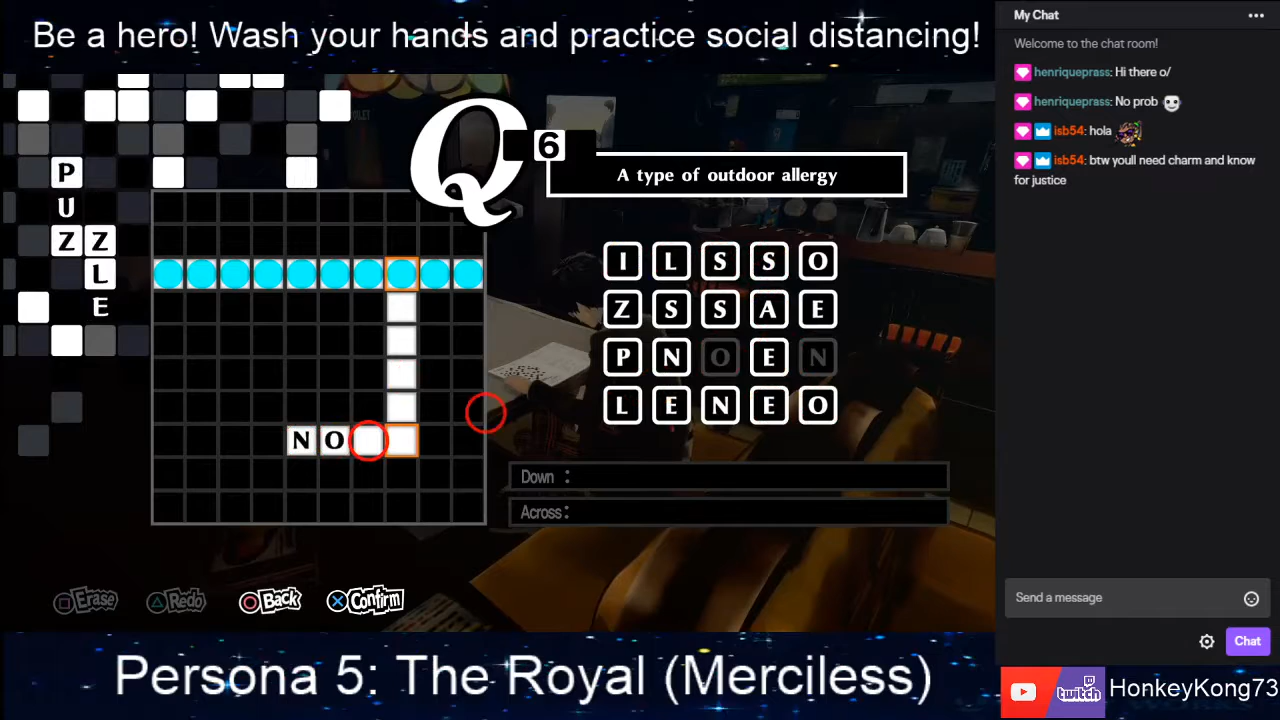 Be a hero! Wash your hands and practice social distancing!
My Chat
Welcome to the chat room!
henriqueprass: Hi there o/
henriqueprass: No prob
isb54: hola
isb54: btw youll need charm and know
for justice
PUZZLE
Q 6
A type of outdoor allergy
I L S S O
Z S S A E
P N O E N
L E N E O
N O
Down :
Across:
Erase
Redo
Back
Confirm
Send a message
Chat
Persona 5: The Royal (Merciless)
twitch
HonkeyKong73